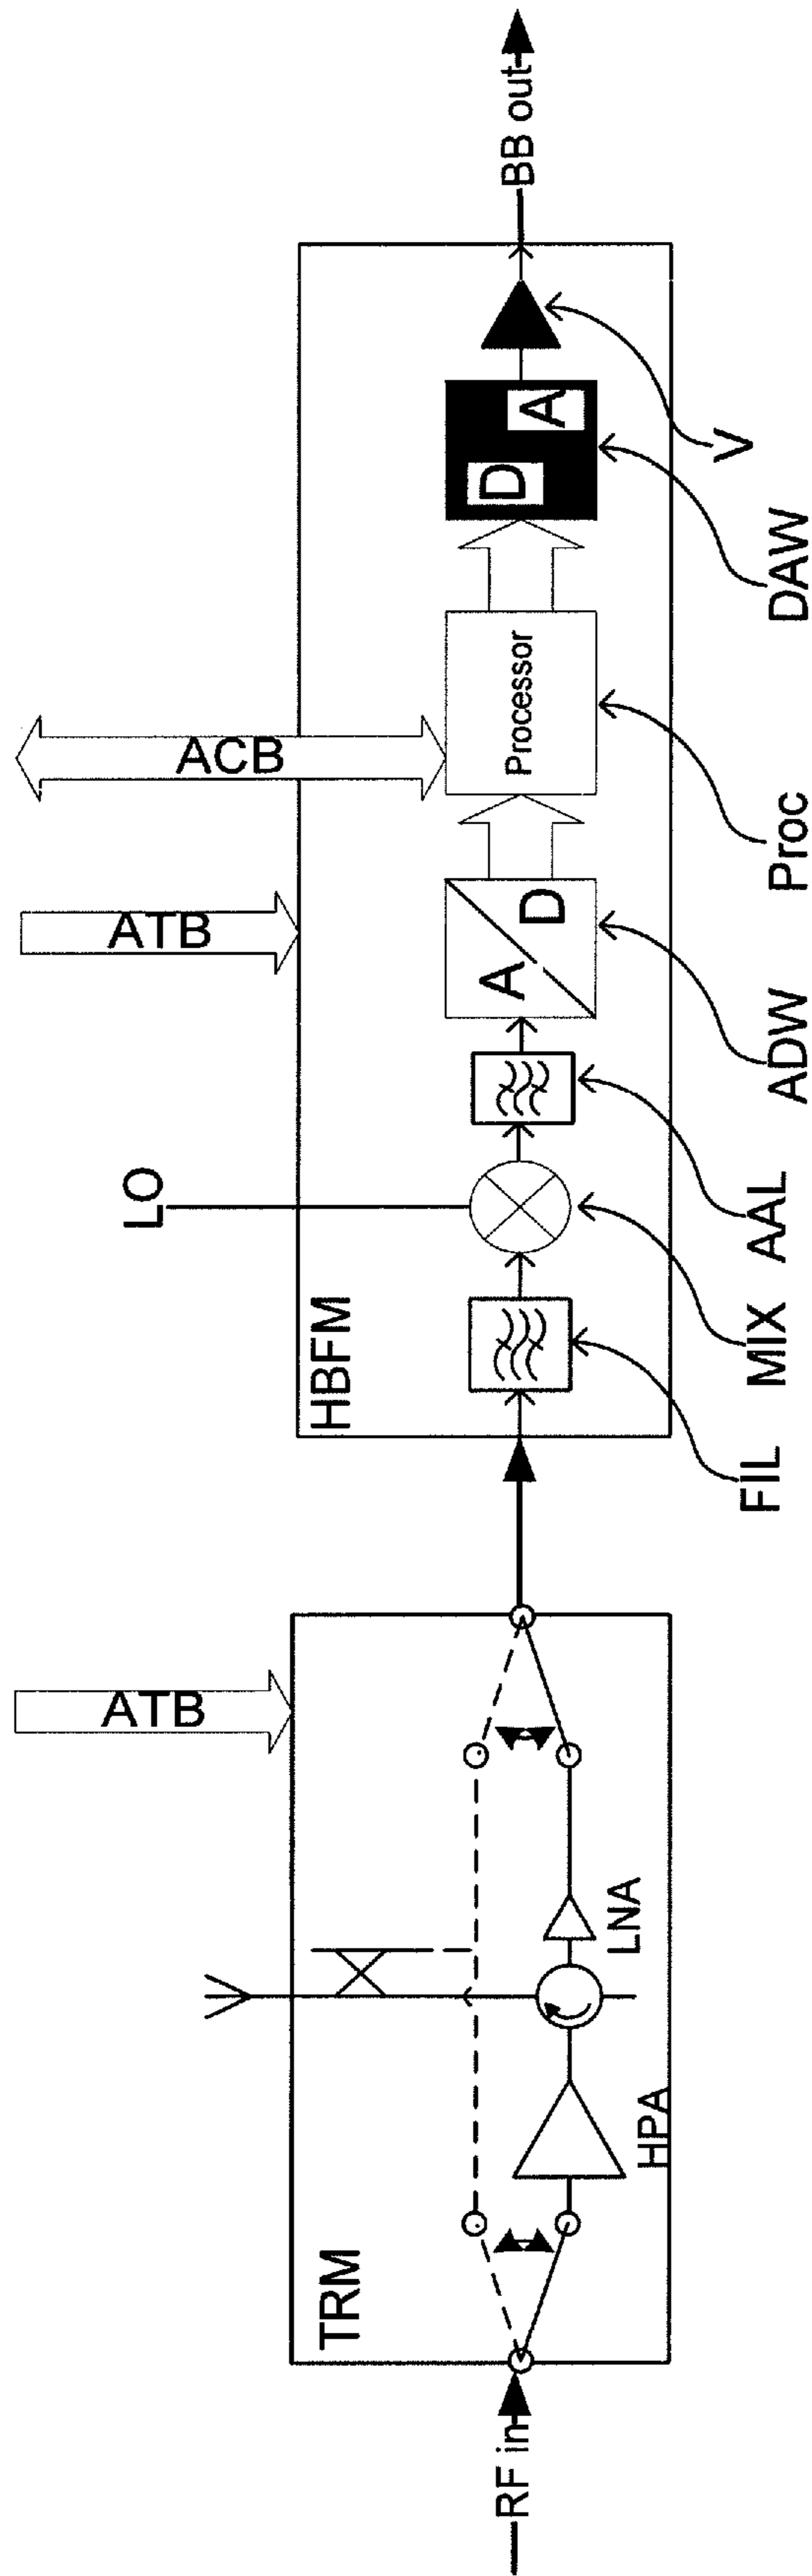 RF in
TRM
ATB
HPA
LNA
HBFM
LO
ATB
ACB
A
D
Processor
D
A
BB out
FIL
MIX
AAL
ADW
Proc
DAW
V